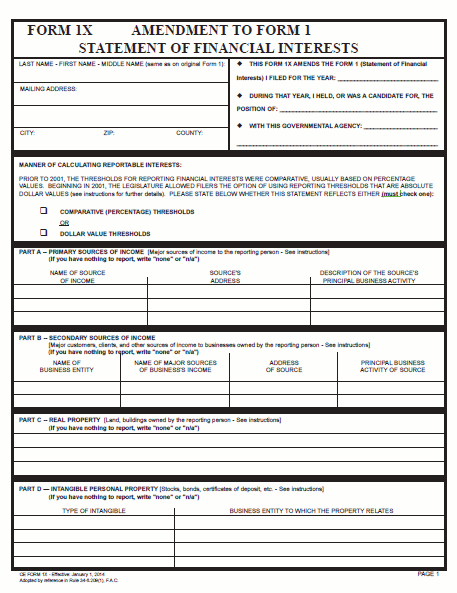 FORM 1X AMENDMENT TO FORM 1
STATEMENT OF FINANCIAL INTERESTS
LAST NAME - FIRST NAME - MIDDLE NAME (same as on original Form 1):
MAILING ADDRESS:
CITY: ZIP: COUNTY:
◆ THIS FORM 1X AMENDS THE FORM 1 (Statement of Financial
Interests) I FILED FOR THE YEAR:
◆ DURING THAT YEAR, I HELD, OR WAS A CANDIDATE FOR, THE
POSITION OF:
◆ WITH THIS GOVERNMENTAL AGENCY:
MANNER OF CALCULATING REPORTABLE INTERESTS:
PRIOR TO 2001, THE THRESHOLDS FOR REPORTING FINANCIAL INTERESTS WERE COMPARATIVE, USUALLY BASED ON PERCENTAGE
VALUES. BEGINNING IN 2001, THE LEGISLATURE ALLOWED FILERS THE OPTION OF USING REPORTING THRESHOLDS THAT ARE ABSOLUTE
DOLLAR VALUES (see instructions for further details). PLEASE STATE BELOW WHETHER THIS STATEMENT REFLECTS EITHER (must check one):
❑ COMPARATIVE (PERCENTAGE) THRESHOLDS
OR
❑ DOLLAR VALUE THRESHOLDS
PART A -- PRIMARY SOURCES OF INCOME [Major sources of income to the reporting person - See instructions]
(If you have nothing to report, write "none" or "n/a")
NAME OF SOURCE SOURCE'S DESCRIPTION OF THE SOURCE'S
OF INCOME ADDRESS PRINCIPAL BUSINESS ACTIVITY
PART B -- SECONDARY SOURCES OF INCOME
[Major customers, clients, and other sources of income to businesses owned by the reporting person - See instructions]
(If you have nothing to report, write "none" or "n/a")
NAME OF NAME OF MAJOR SOURCES ADDRESS PRINCIPAL BUSINESS
BUSINESS ENTITY OF BUSINESS'S INCOME OF SOURCE ACTIVITY OF SOURCE
PART C -- REAL PROPERTY [Land, buildings owned by the reporting person - See instructions]
(If you have nothing to report, write "none" or "n/a")
PART D -- INTANGIBLE PERSONAL PROPERTY [Stocks, bonds, certificates of deposit, etc. - See instructions]
(If you have nothing to report, write "none" or "n/a")
TYPE OF INTANGIBLE BUSINESS ENTITY TO WHICH THE PROPERTY RELATES
CE FORM 1X - Effective: January 1, 2014 PAGE 1
Adopted by reference in Rule 34-8.209(1), F.A.C.